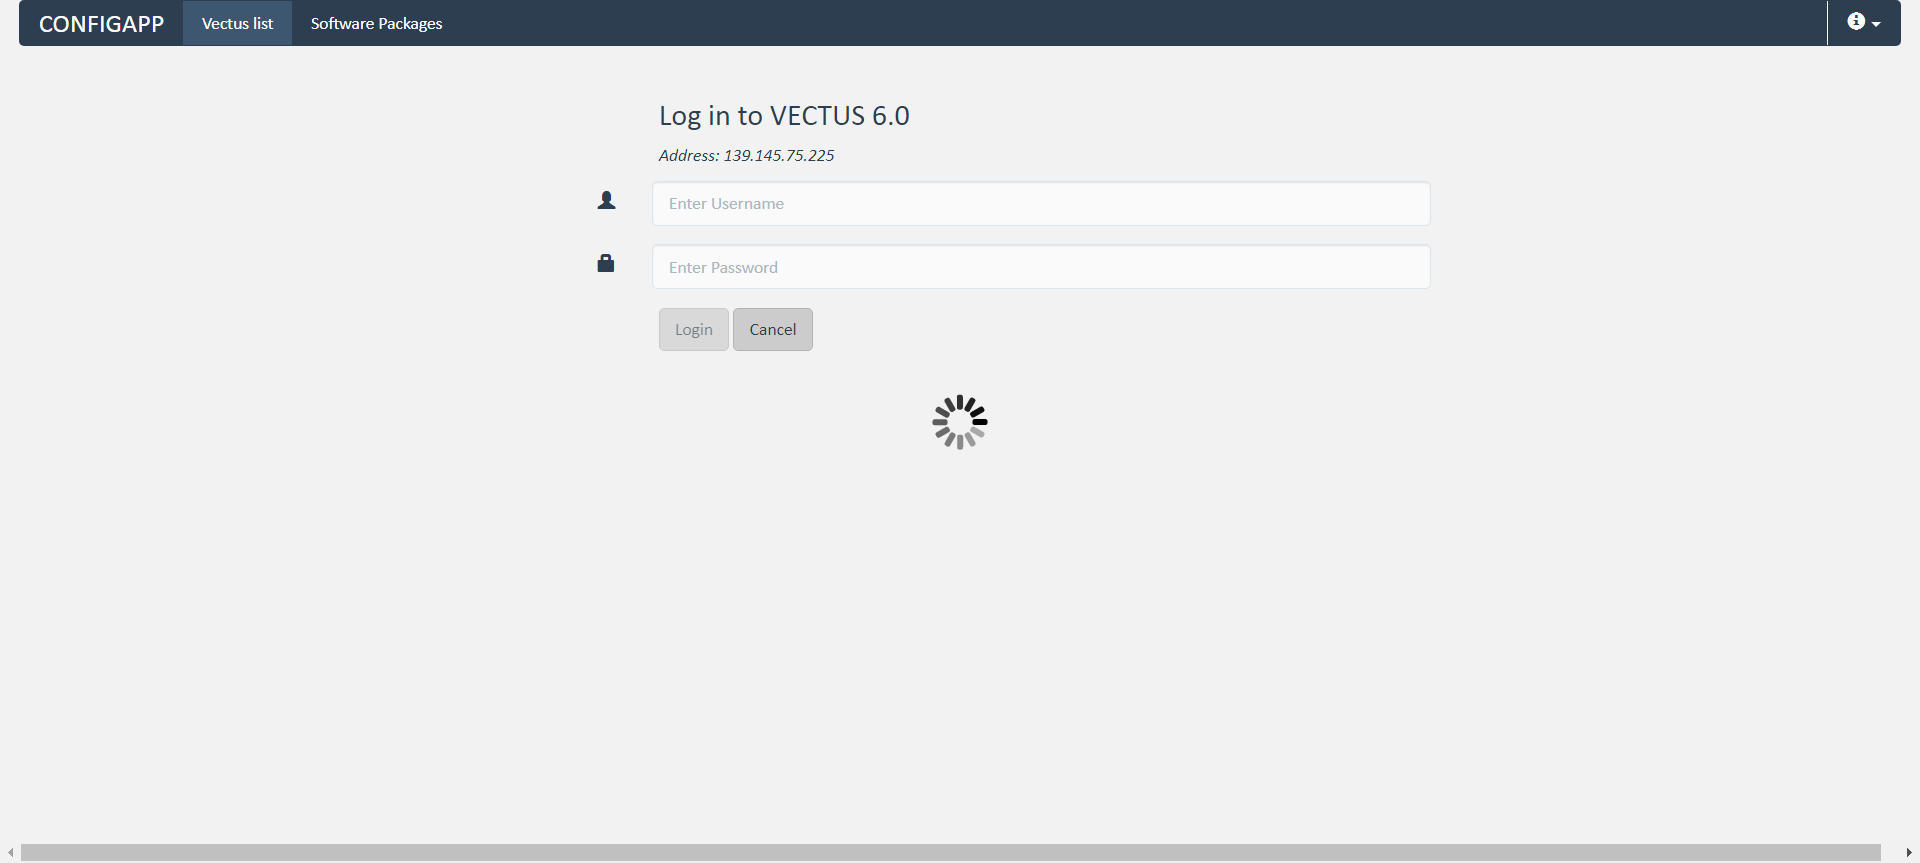 CONFIGAPP Vectus list Software Packages
Log in to VECTUS 6.0
Address: 139.145.75.225
Enter Username
Enter Password
Login Cancel